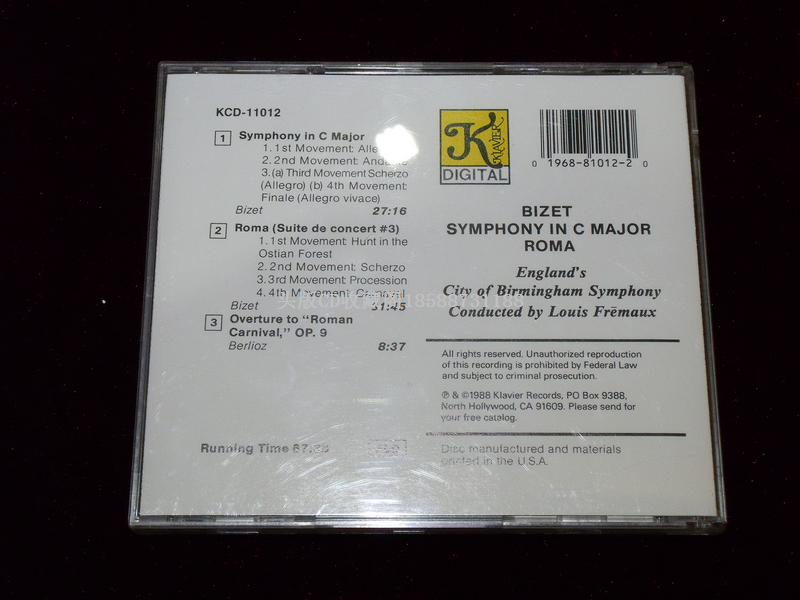 KCD-11012
1 Symphony in C Major
1. 1st Movement: Alle
2. 2nd Movement: Andante
3. (a) Third Movement Scherzo
(Allegro) (b) 4th Movement:
Finale (Allegro vivace)
Bizet 27:16
2 Roma (Suite de concert #3)
1. 1st Movement: Hunt in the
Ostian Forest
2. 2nd Movement: Scherzo
3. 3rd Movement: Procession
4. 4th Movement: Carnival
Bizet 31:45
3 Overture to "Roman
Carnival," OP. 9
Berlioz 8:37
Running Time
K
KLAVIER
DIGITAL
0 1968-81012-2 0
BIZET
SYMPHONY IN C MAJOR
ROMA
England's
City of Birmingham Symphony
Conducted by Louis Frēmaux
All rights reserved. Unauthorized reproduction
of this recording is prohibited by Federal Law
and subject to criminal prosecution.
℗ & ©1988 Klavier Records, PO Box 9388,
North Hollywood, CA 91609. Please send for
your free catalog.
Disc manufactured and materials
printed in the U.S.A.
18588731188